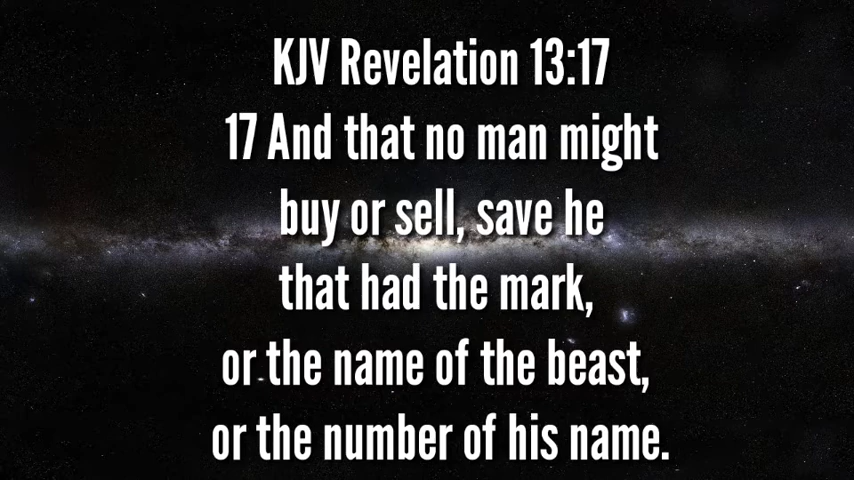 KJV Revelation 13:17
17 And that no man might
buy or sell, save he
that had the mark,
or the name of the beast,
or the number of his name.